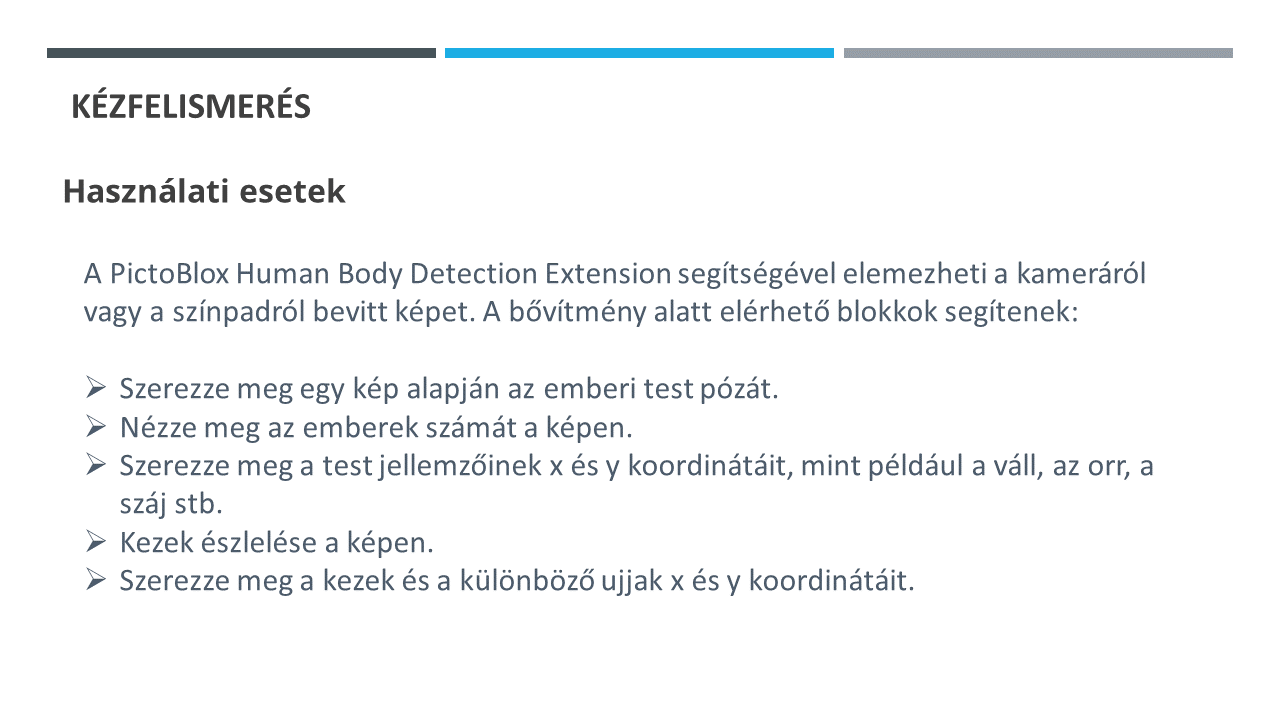 KÉZFELISMERÉS
Használati esetek
A PictoBlox Human Body Detection Extension segítségével elemezheti a kameráról
vagy a színpadról bevitt képet. A bővítmény alatt elérhető blokkok segítenek:
➢ Szerezze meg egy kép alapján az emberi test pózát.
➢ Nézze meg az emberek számát a képen.
➢ Szerezze meg a test jellemzőinek x és y koordinátáit, mint például a váll, az orr, a
száj stb.
➢ Kezek észlelése a képen.
➢ Szerezze meg a kezek és a különböző ujjak x és y koordinátáit.